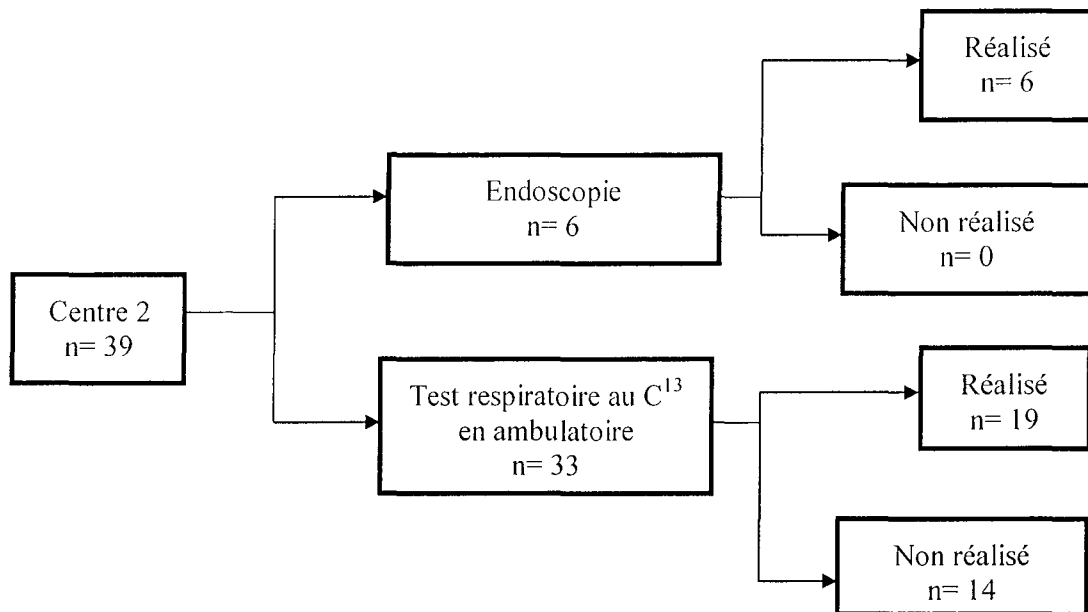 Centre 2
n= 39
Endoscopie
n= 6
Réalisé
n= 6
Non réalisé
n= 0
Test respiratoire au C¹³
en ambulatoire
n= 33
Réalisé
n= 19
Non réalisé
n= 14